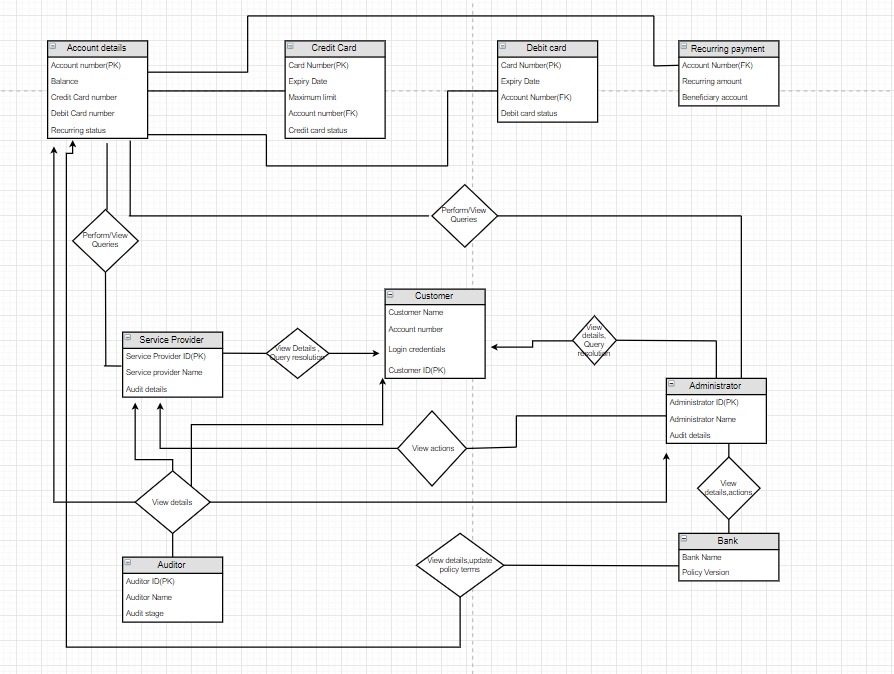 Account details
Account number(PK)
Balance
Credit Card number
Debit Card number
Recurring status
Credit Card
Card Number(PK)
Expiry Date
Maximum limit
Account number(FK)
Credit card status
Debit card
Card Number(PK)
Expiry Date
Account Number(FK)
Debit card status
Recurring payment
Account Number(FK)
Recurring amount
Beneficiary account
Perform/View
Queries
Perform/View
Queries
Customer
Customer Name
Account number
Login credentials
Customer ID(PK)
Service Provider
Service Provider ID(PK)
Service provider Name
Audit details
View Details ,
Query resolution
View
details,
Query
resolution
Administrator
Administrator ID(PK)
Administrator Name
Audit details
View actions
View details
View
details,actions
Bank
Bank Name
Policy Version
View details,update
policy terms
Auditor
Auditor ID(PK)
Auditor Name
Audit stage